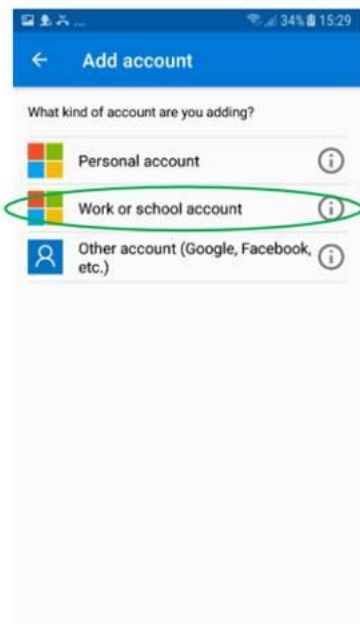 ... 34% 15:29
Add account
What kind of account are you adding?
Personal account
Work or school account
Other account (Google, Facebook,
etc.)